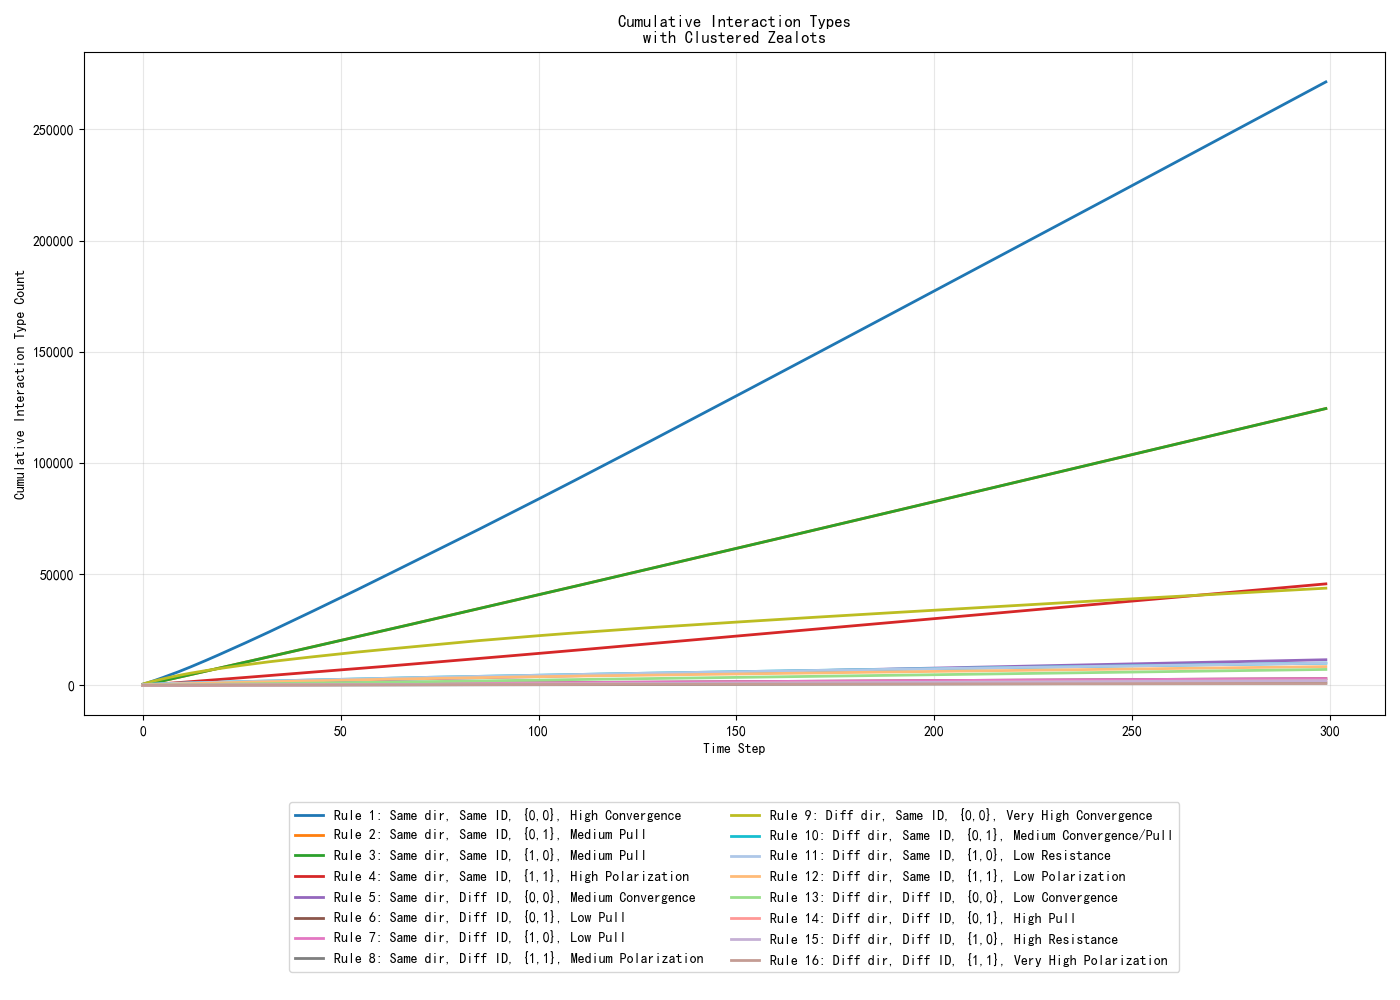 Cumulative Interaction Types
with Clustered Zealots
Cumulative Interaction Type Count
250000
200000
150000
100000
50000
0
0 50 100 150 200 250 300
Time Step
Rule 1: Same dir, Same ID, {0,0}, High Convergence
Rule 2: Same dir, Same ID, {0,1}, Medium Pull
Rule 3: Same dir, Same ID, {1,0}, Medium Pull
Rule 4: Same dir, Same ID, {1,1}, High Polarization
Rule 5: Same dir, Diff ID, {0,0}, Medium Convergence
Rule 6: Same dir, Diff ID, {0,1}, Low Pull
Rule 7: Same dir, Diff ID, {1,0}, Low Pull
Rule 8: Same dir, Diff ID, {1,1}, Medium Polarization
Rule 9: Diff dir, Same ID, {0,0}, Very High Convergence
Rule 10: Diff dir, Same ID, {0,1}, Medium Convergence/Pull
Rule 11: Diff dir, Same ID, {1,0}, Low Resistance
Rule 12: Diff dir, Same ID, {1,1}, Low Polarization
Rule 13: Diff dir, Diff ID, {0,0}, Low Convergence
Rule 14: Diff dir, Diff ID, {0,1}, High Pull
Rule 15: Diff dir, Diff ID, {1,0}, High Resistance
Rule 16: Diff dir, Diff ID, {1,1}, Very High Polarization